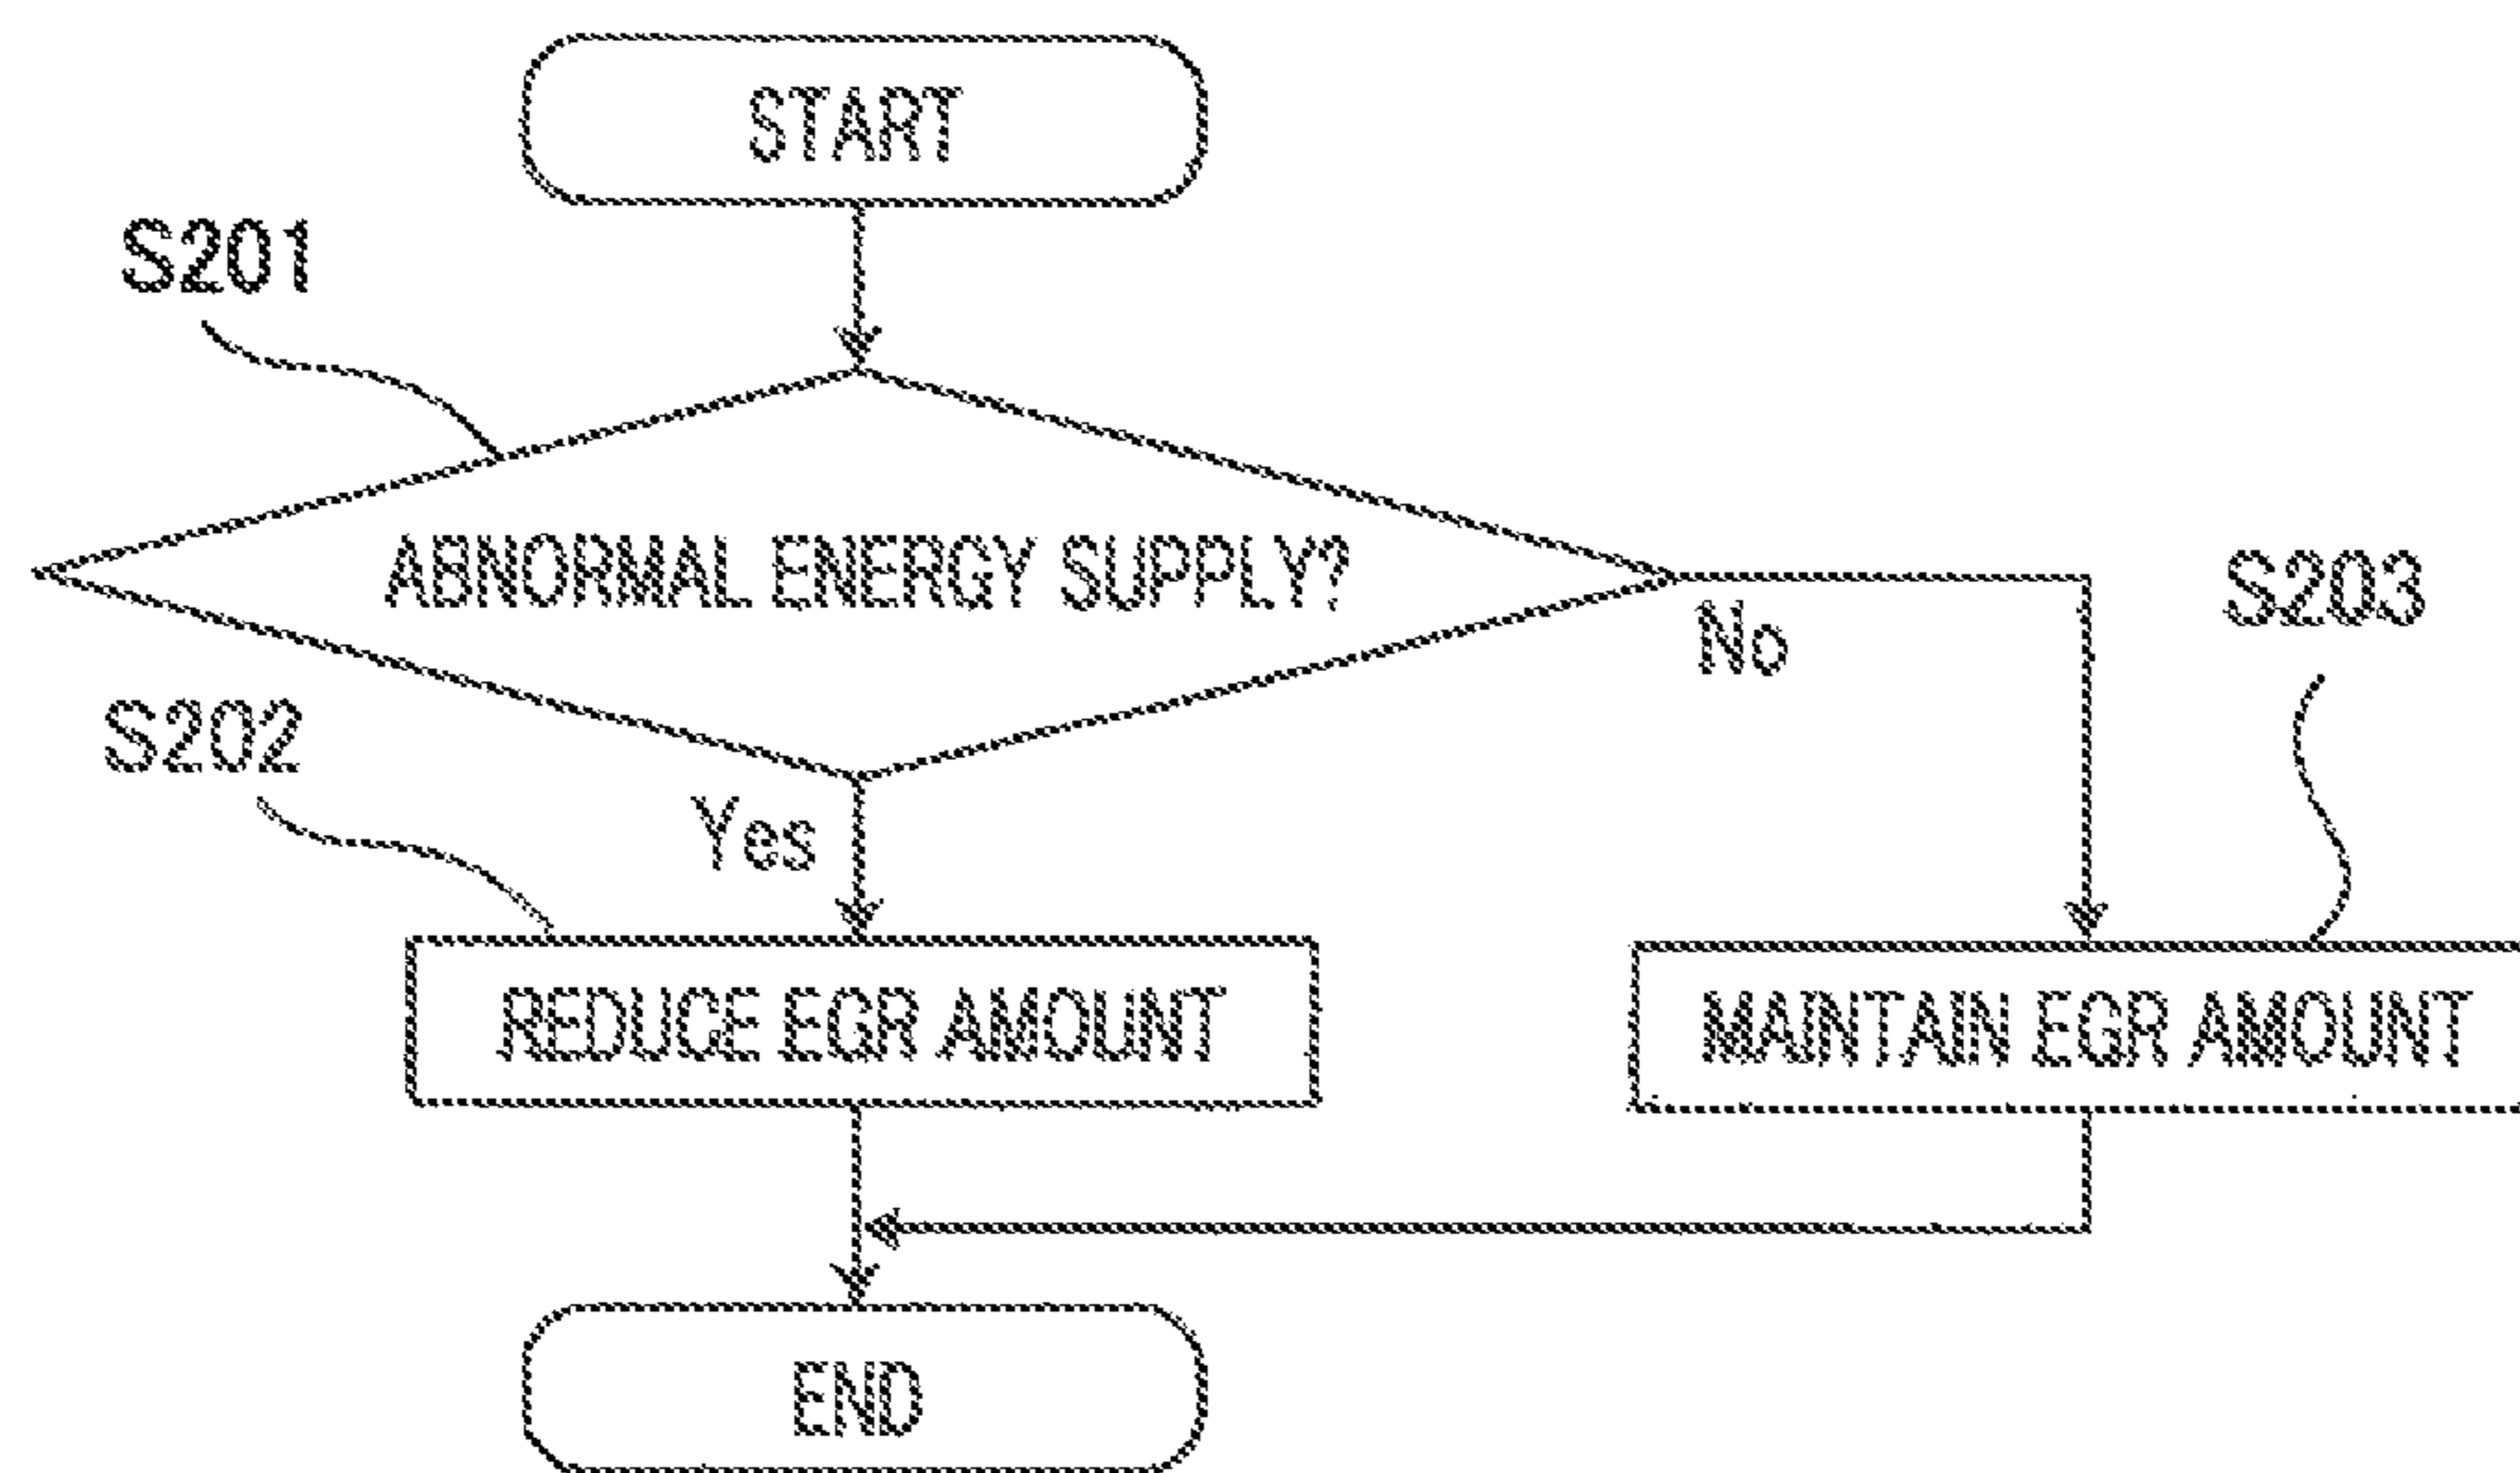 START
S201
ABNORMAL ENERGY SUPPLY?
No
S203
S202
Yes
REDUCE EGR AMOUNT
MAINTAIN EGR AMOUNT
END